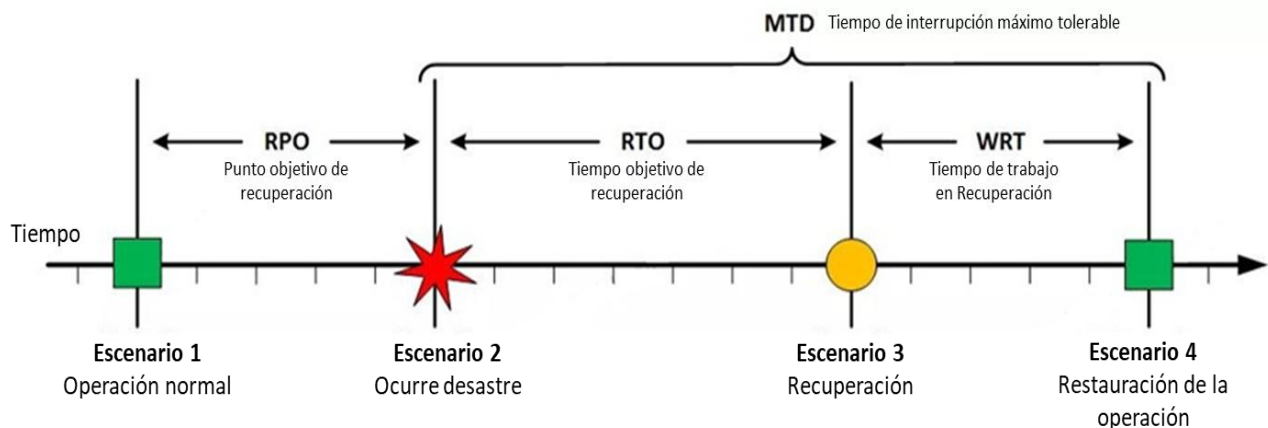 MTD Tiempo de interrupción máximo tolerable
RPO
Punto objetivo de
recuperación
RTO
Tiempo objetivo de
recuperación
WRT
Tiempo de trabajo
en Recuperación
Tiempo
Escenario 1
Operación normal
Escenario 2
Ocurre desastre
Escenario 3
Recuperación
Escenario 4
Restauración de la
operación